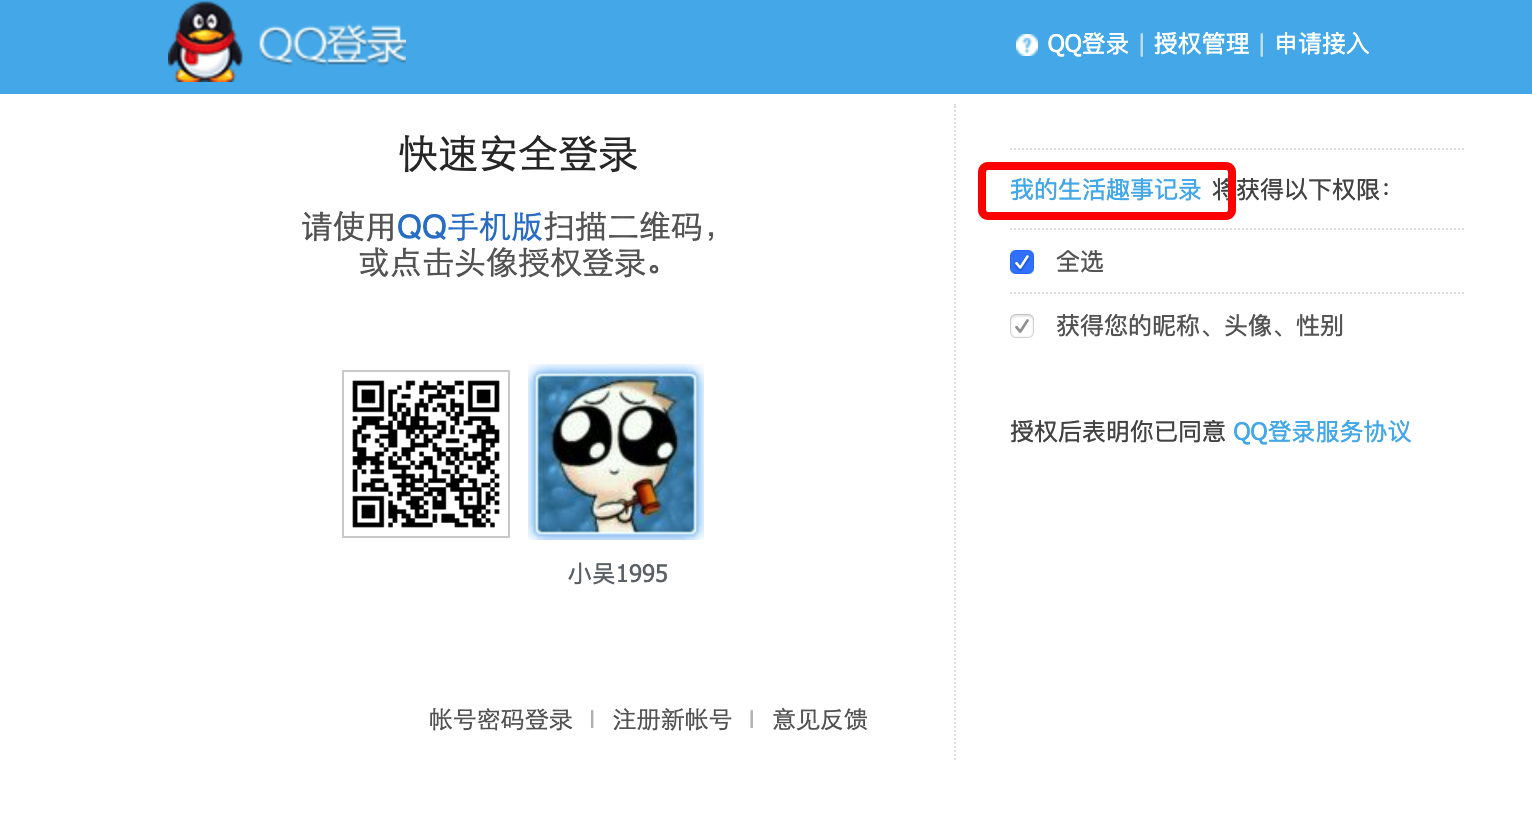 QQ登录
QQ登录 | 授权管理 | 申请接入
快速安全登录
请使用QQ手机版扫描二维码，
或点击头像授权登录。
小吴1995
帐号密码登录 | 注册新帐号 | 意见反馈
我的生活趣事记录 将获得以下权限：
全选
获得您的昵称、头像、性别
授权后表明你已同意 QQ登录服务协议